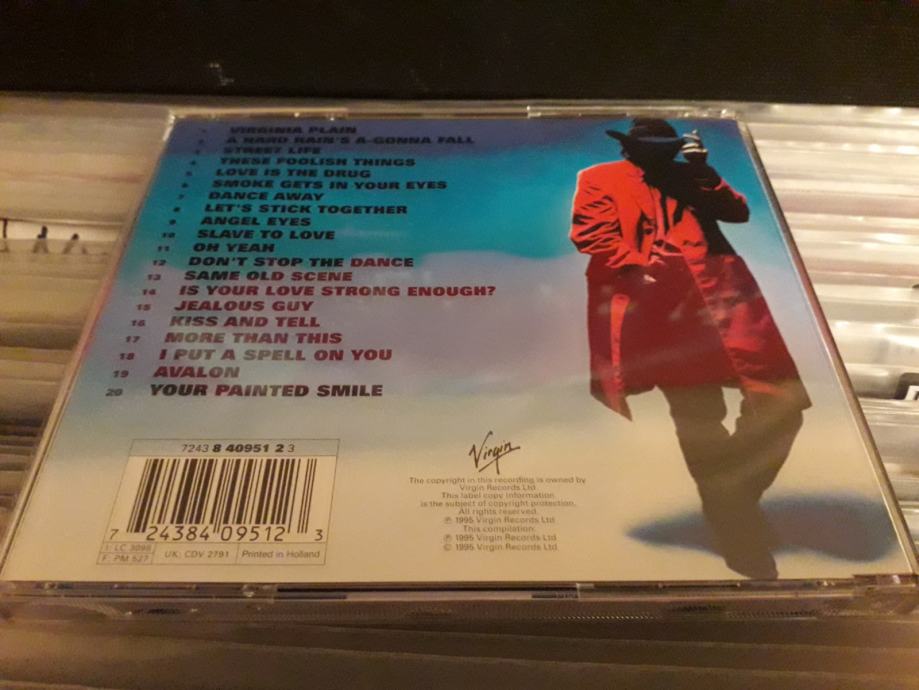 1 VIRGINIA PLAIN
2 A HARD RAIN'S A-GONNA FALL
3 STREET LIFE
4 THESE FOOLISH THINGS
5 LOVE IS THE DRUG
6 SMOKE GETS IN YOUR EYES
7 DANCE AWAY
8 LET'S STICK TOGETHER
9 ANGEL EYES
10 SLAVE TO LOVE
11 OH YEAH
12 DON'T STOP THE DANCE
13 SAME OLD SCENE
14 IS YOUR LOVE STRONG ENOUGH?
15 JEALOUS GUY
16 KISS AND TELL
17 MORE THAN THIS
18 I PUT A SPELL ON YOU
19 AVALON
20 YOUR PAINTED SMILE
7243 8 40951 2 3
7 24384 09512 3
I: LC 3098
F: PM 527
UK: CDV 2791
Printed in Holland
Virgin
The copyright in this recording is owned by
Virgin Records Ltd.
This label copy information
is the subject of copyright protection.
All rights reserved.
℗ 1995 Virgin Records Ltd.
This compilation:
℗ 1995 Virgin Records Ltd.
© 1995 Virgin Records Ltd.